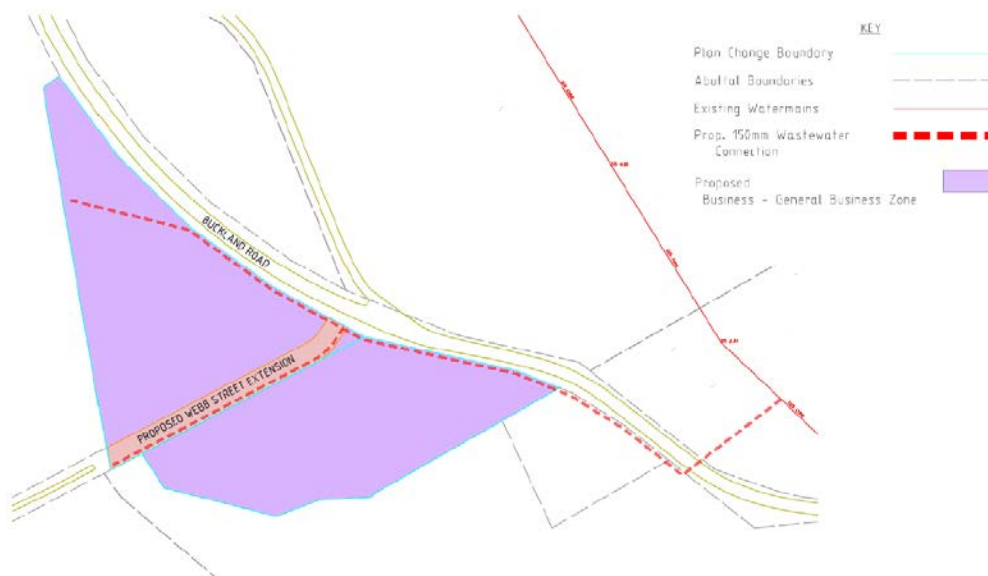 KEY
Plan Change Boundary
Abuttal Boundaries
Existing Watermains
Prop. 150mm Wastewater
Connection
Proposed
Business - General Business Zone
BUCKLAND ROAD
PROPOSED WEBB STREET EXTENSION